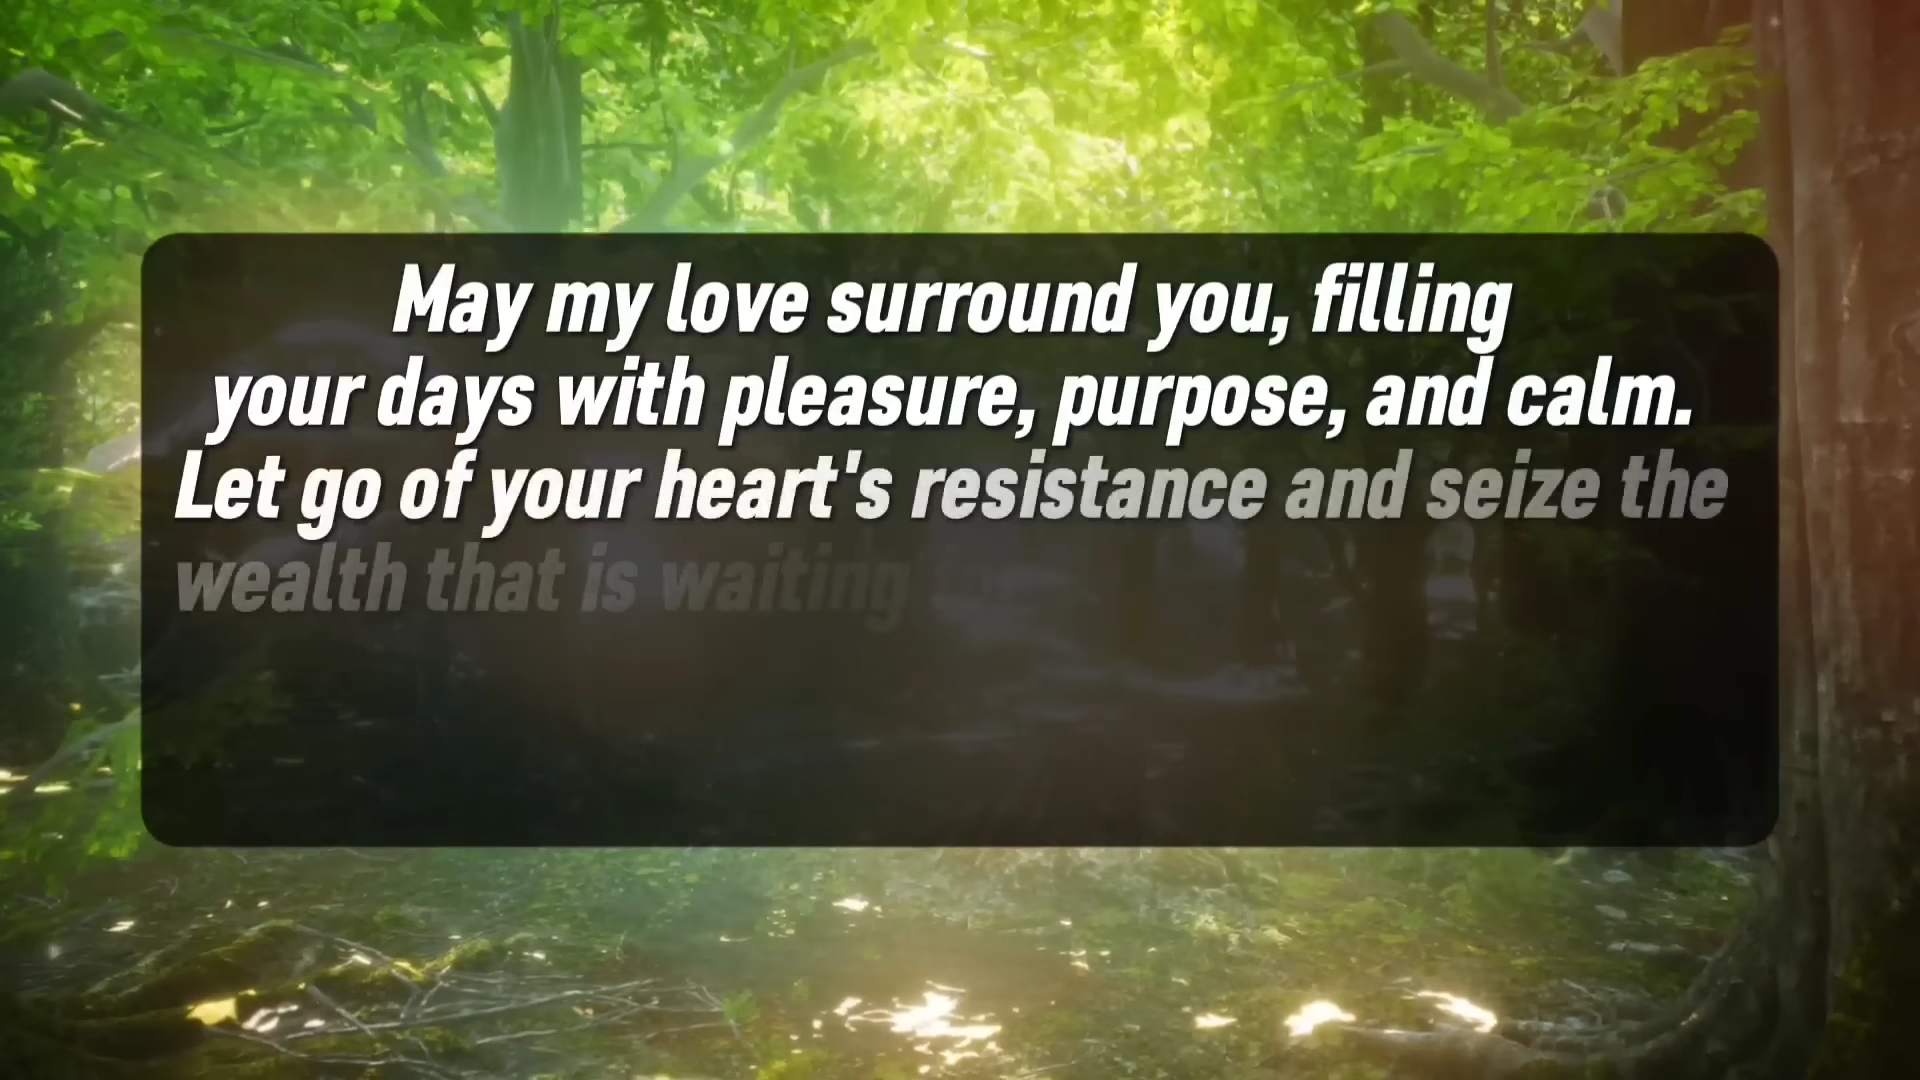 May my love surround you, filling
your days with pleasure, purpose, and calm.
Let go of your heart's resistance and seize the
wealth that is waiting